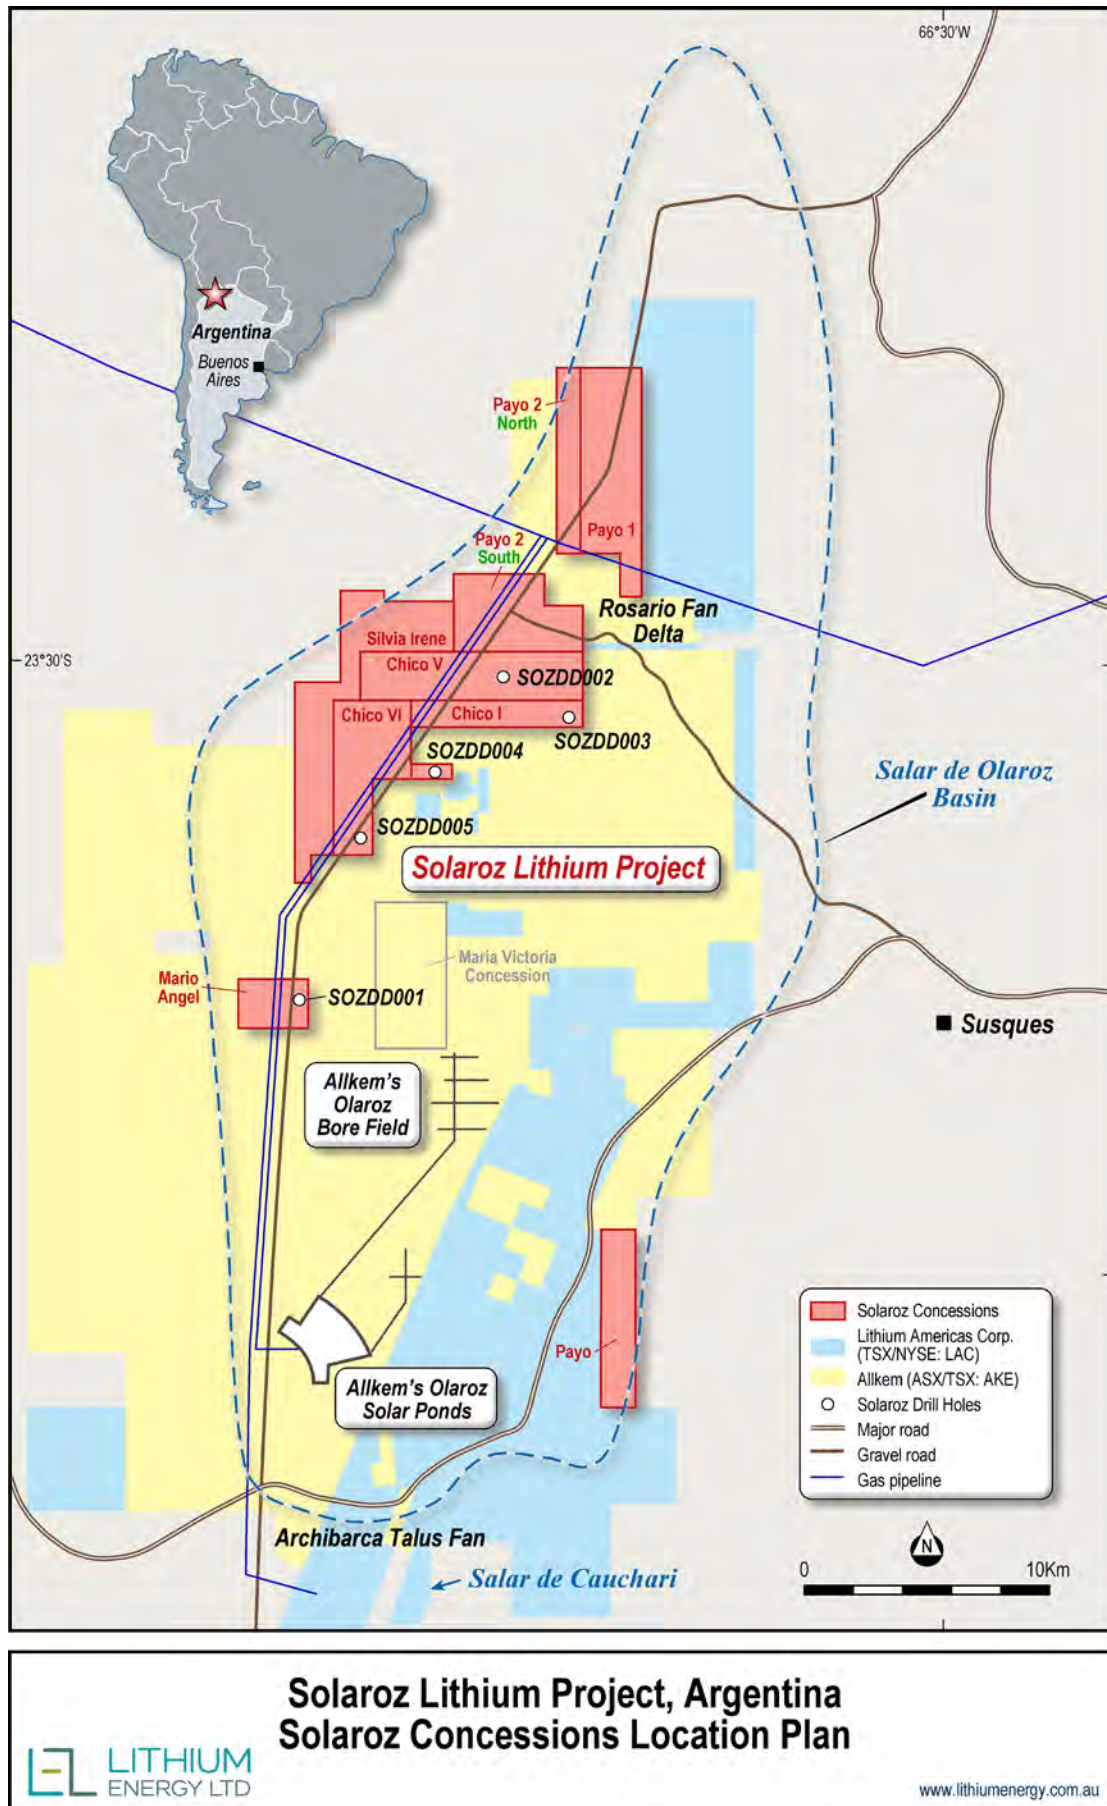 66°30'W
Argentina
Buenos
Aires
Payo 2
North
Payo 1
Payo 2
South
Rosario Fan
Delta
Silvia Irene
23°30'S
Chico V
SOZDD002
Chico VI
Chico I
SOZDD003
SOZDD004
Salar de Olaroz
Basin
SOZDD005
Solaroz Lithium Project
Maria Victoria
Concession
Mario
Angel
SOZDD001
Susques
Allkem's
Olaroz
Bore Field
Payo
Allkem's Olaroz
Solar Ponds
Solaroz Concessions
Lithium Americas Corp.
(TSX/NYSE: LAC)
Allkem (ASX/TSX: AKE)
Solaroz Drill Holes
Major road
Gravel road
Gas pipeline
Archibarca Talus Fan
Salar de Cauchari
N
0 10Km
Solaroz Lithium Project, Argentina
Solaroz Concessions Location Plan
LEL LITHIUM
ENERGY LTD
www.lithiumenergy.com.au